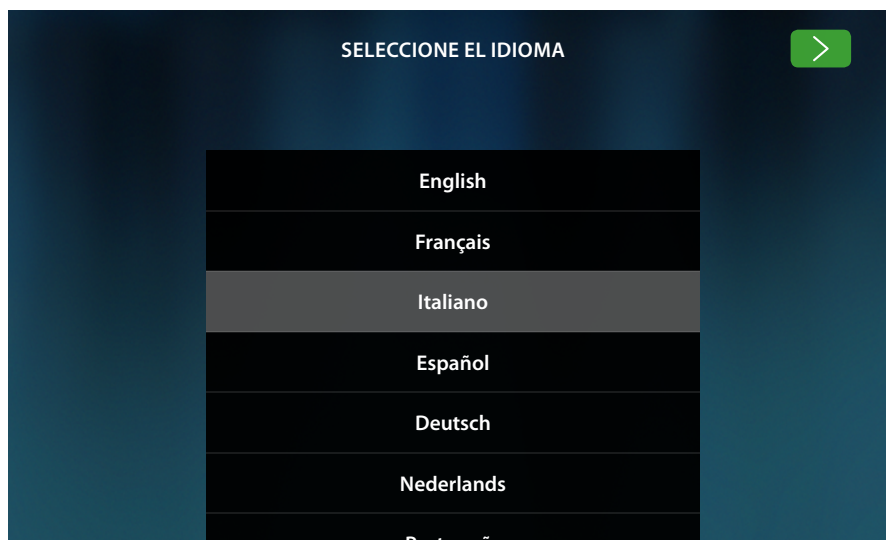 SELECCIONE EL IDIOMA
English
Français
Italiano
Español
Deutsch
Nederlands